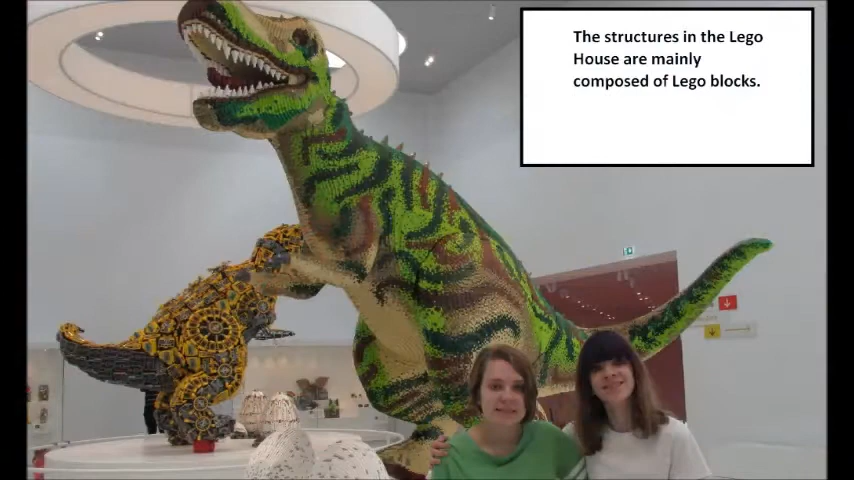 The structures in the Lego
House are mainly
composed of Lego blocks.